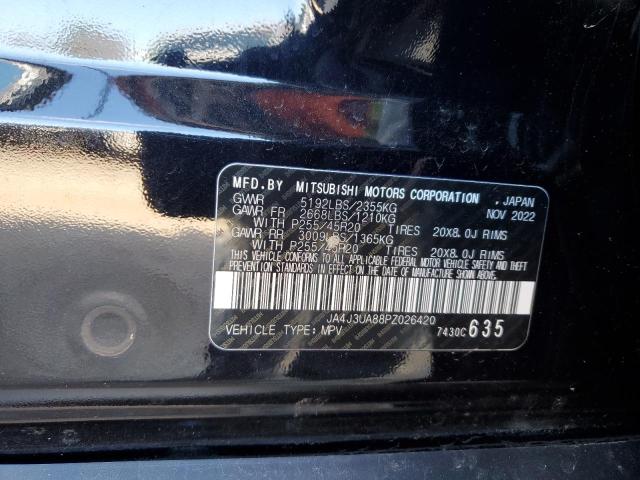 MFD.BY MITSUBISHI MOTORS CORPORATION , JAPAN
GVWR 5192LBS/2355KG NOV 2022
GAWR FR 2668LBS/1210KG
WITH P255/45R20 TIRES 20X8.0J RIMS
GAWR RR 3009LBS/1365KG
WITH P255/45R20 TIRES 20X8.0J RIMS
THIS VEHICLE CONFORMS TO ALL APPLICABLE FEDERAL MOTOR VEHICLE SAFETY AND THEFT
PREVENTION STANDARDS IN EFFECT ON THE DATE OF MANUFACTURE SHOWN ABOVE.
JA4J3UA88PZ026420
VEHICLE TYPE: MPV 7430C 635